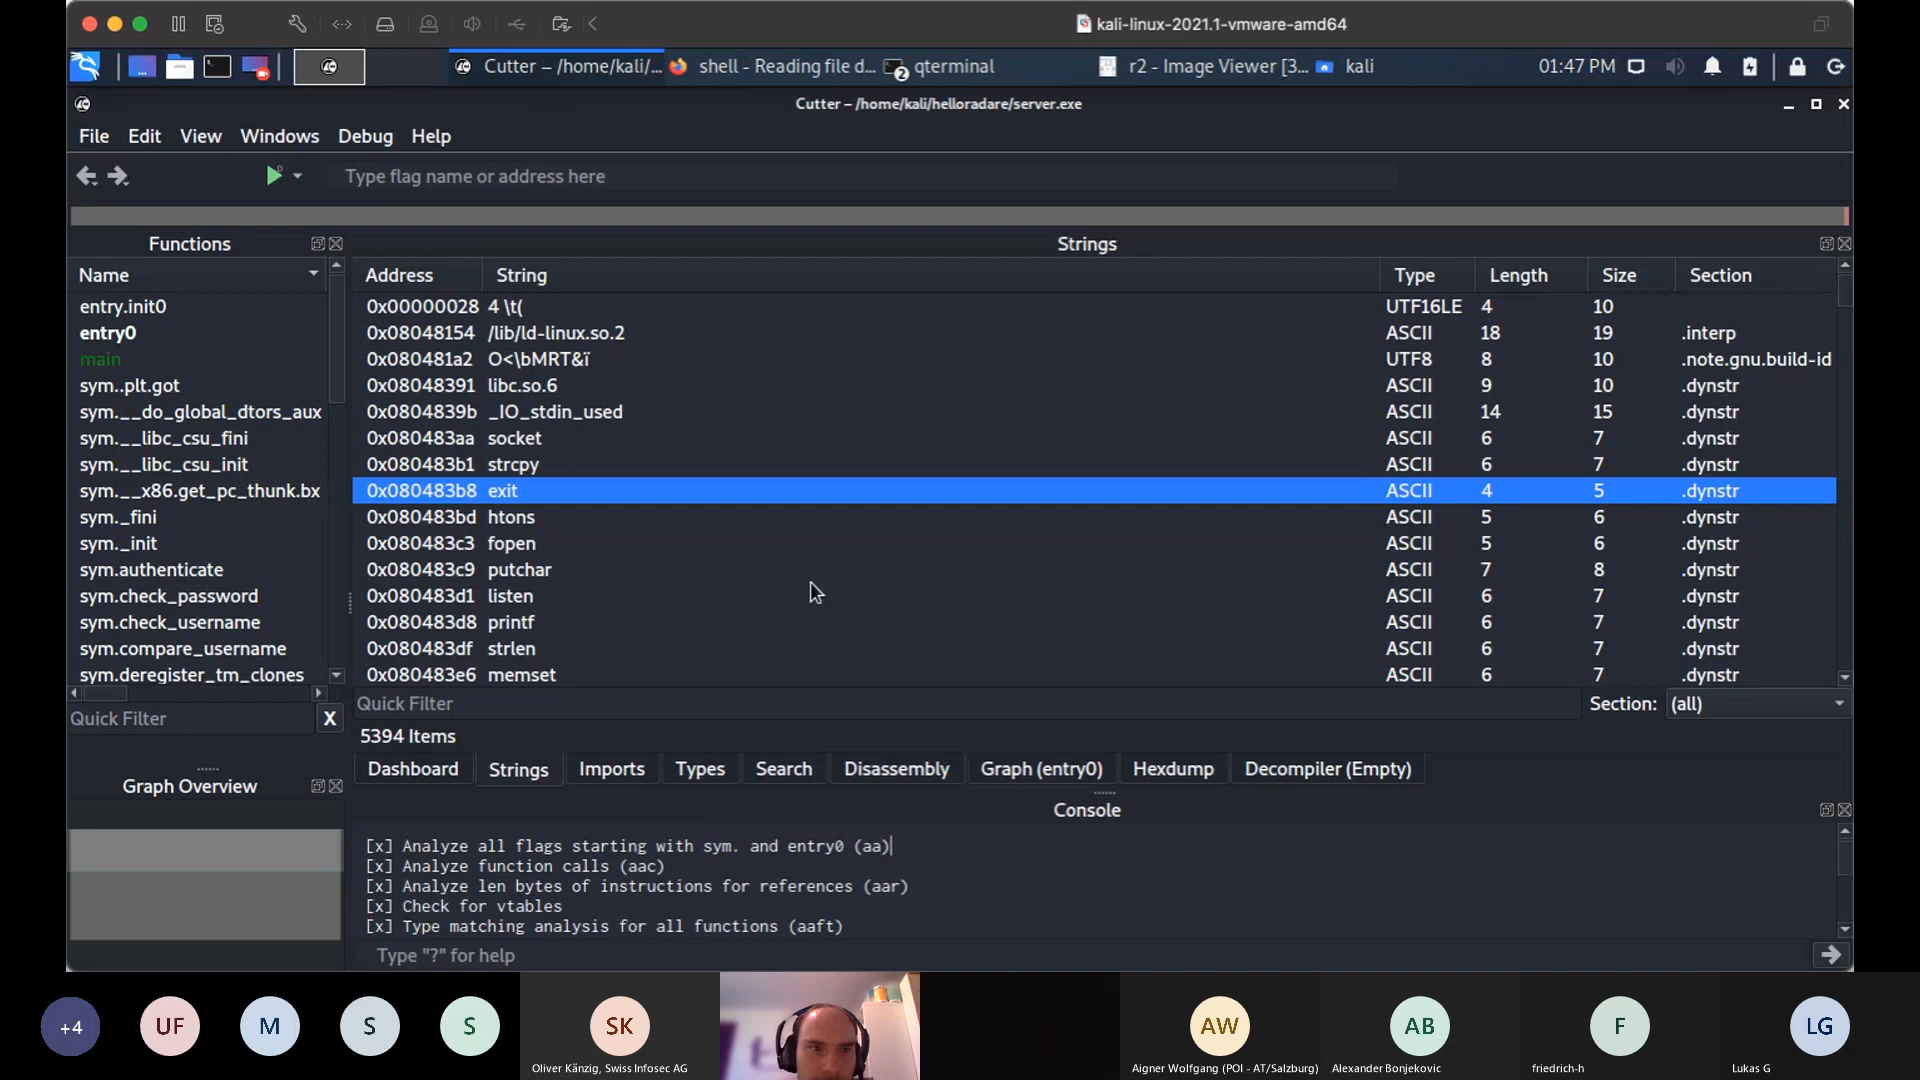 kali-linux-2021.1-vmware-amd64
Cutter – /home/kali/...
shell - Reading file d...
2
qterminal
r2 - Image Viewer [3...
kali
01:47 PM
Cutter – /home/kali/helloradare/server.exe
File Edit View Windows Debug Help
Type flag name or address here
Functions
Strings
Name
Address String Type Length Size Section
entry.init0
entry0
main
sym..plt.got
sym.__do_global_dtors_aux
sym.__libc_csu_fini
sym.__libc_csu_init
sym.__x86.get_pc_thunk.bx
sym._fini
sym._init
sym.authenticate
sym.check_password
sym.check_username
sym.compare_username
sym.deregister_tm_clones
0x00000028 4 \t( UTF16LE 4 10
0x08048154 /lib/ld-linux.so.2 ASCII 18 19 .interp
0x080481a2 O<\bMRT&ï UTF8 8 10 .note.gnu.build-id
0x08048391 libc.so.6 ASCII 9 10 .dynstr
0x0804839b _IO_stdin_used ASCII 14 15 .dynstr
0x080483aa socket ASCII 6 7 .dynstr
0x080483b1 strcpy ASCII 6 7 .dynstr
0x080483b8 exit ASCII 4 5 .dynstr
0x080483bd htons ASCII 5 6 .dynstr
0x080483c3 fopen ASCII 5 6 .dynstr
0x080483c9 putchar ASCII 7 8 .dynstr
0x080483d1 listen ASCII 6 7 .dynstr
0x080483d8 printf ASCII 6 7 .dynstr
0x080483df strlen ASCII 6 7 .dynstr
0x080483e6 memset ASCII 6 7 .dynstr
Quick Filter X
Quick Filter
Section: (all)
5394 Items
Dashboard Strings Imports Types Search Disassembly Graph (entry0) Hexdump Decompiler (Empty)
Graph Overview
Console
[x] Analyze all flags starting with sym. and entry0 (aa)
[x] Analyze function calls (aac)
[x] Analyze len bytes of instructions for references (aar)
[x] Check for vtables
[x] Type matching analysis for all functions (aaft)
Type "?" for help
+4
UF
M
S
S
SK
AW
AB
F
LG
Oliver Känzig, Swiss Infosec AG
Aigner Wolfgang (POI - AT/Salzburg)
Alexander Bonjekovic
friedrich-h
Lukas G